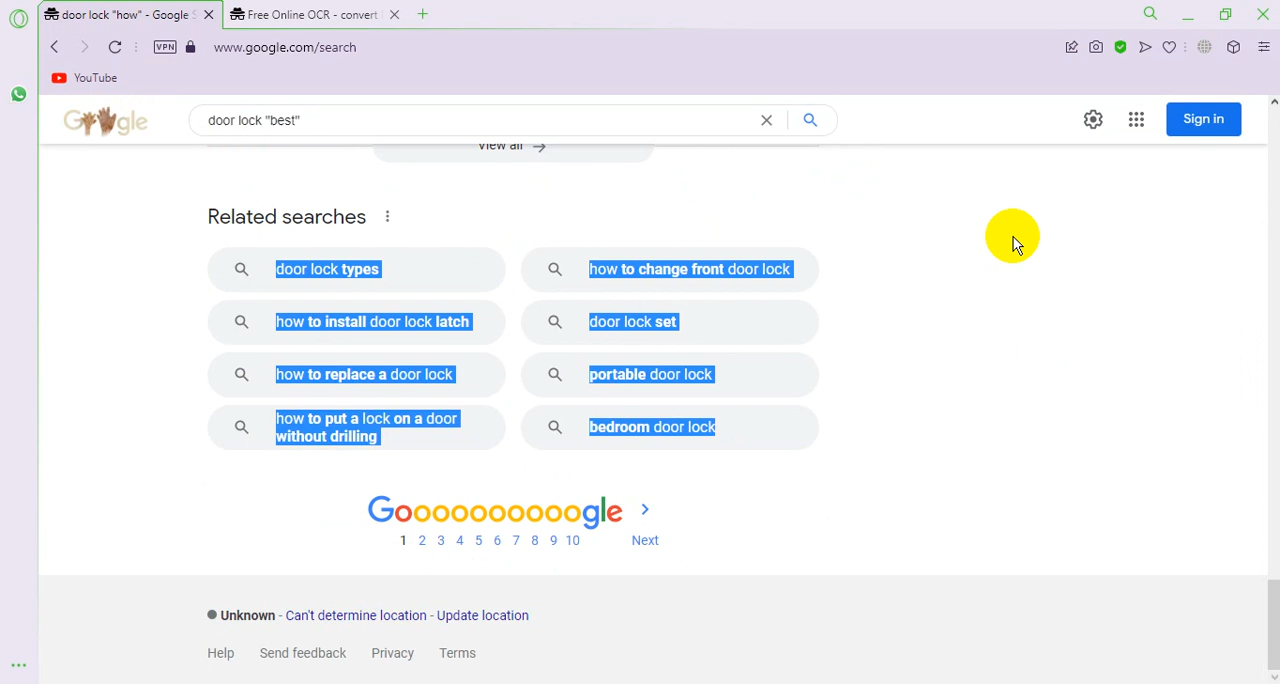 door lock "how" - Google S
Free Online OCR - convert
VPN
www.google.com/search
YouTube
Google
door lock "best"
Sign in
View all
Related searches
door lock types
how to change front door lock
how to install door lock latch
door lock set
how to replace a door lock
portable door lock
how to put a lock on a door
without drilling
bedroom door lock
Gooooooooogle
1 2 3 4 5 6 7 8 9 10 Next
Unknown - Can't determine location - Update location
Help Send feedback Privacy Terms